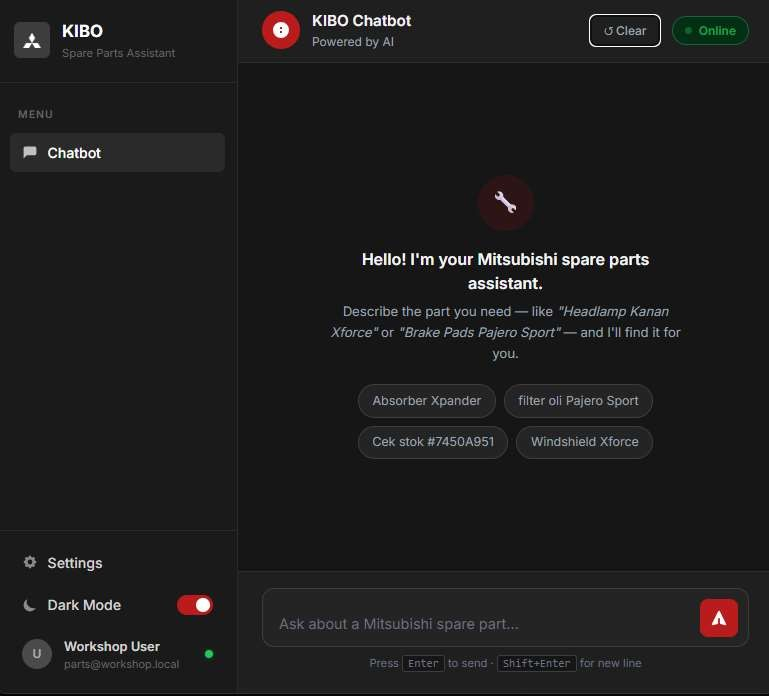 KIBO
Spare Parts Assistant
MENU
Chatbot
Settings
Dark Mode
U
Workshop User
parts@workshop.local
KIBO Chatbot
Powered by AI
↺ Clear
Online
Hello! I'm your Mitsubishi spare parts
assistant.
Describe the part you need — like "Headlamp Kanan
Xforce" or "Brake Pads Pajero Sport" — and I'll find it for
you.
Absorber Xpander
filter oli Pajero Sport
Cek stok #7450A951
Windshield Xforce
Ask about a Mitsubishi spare part...
Press Enter to send · Shift+Enter for new line